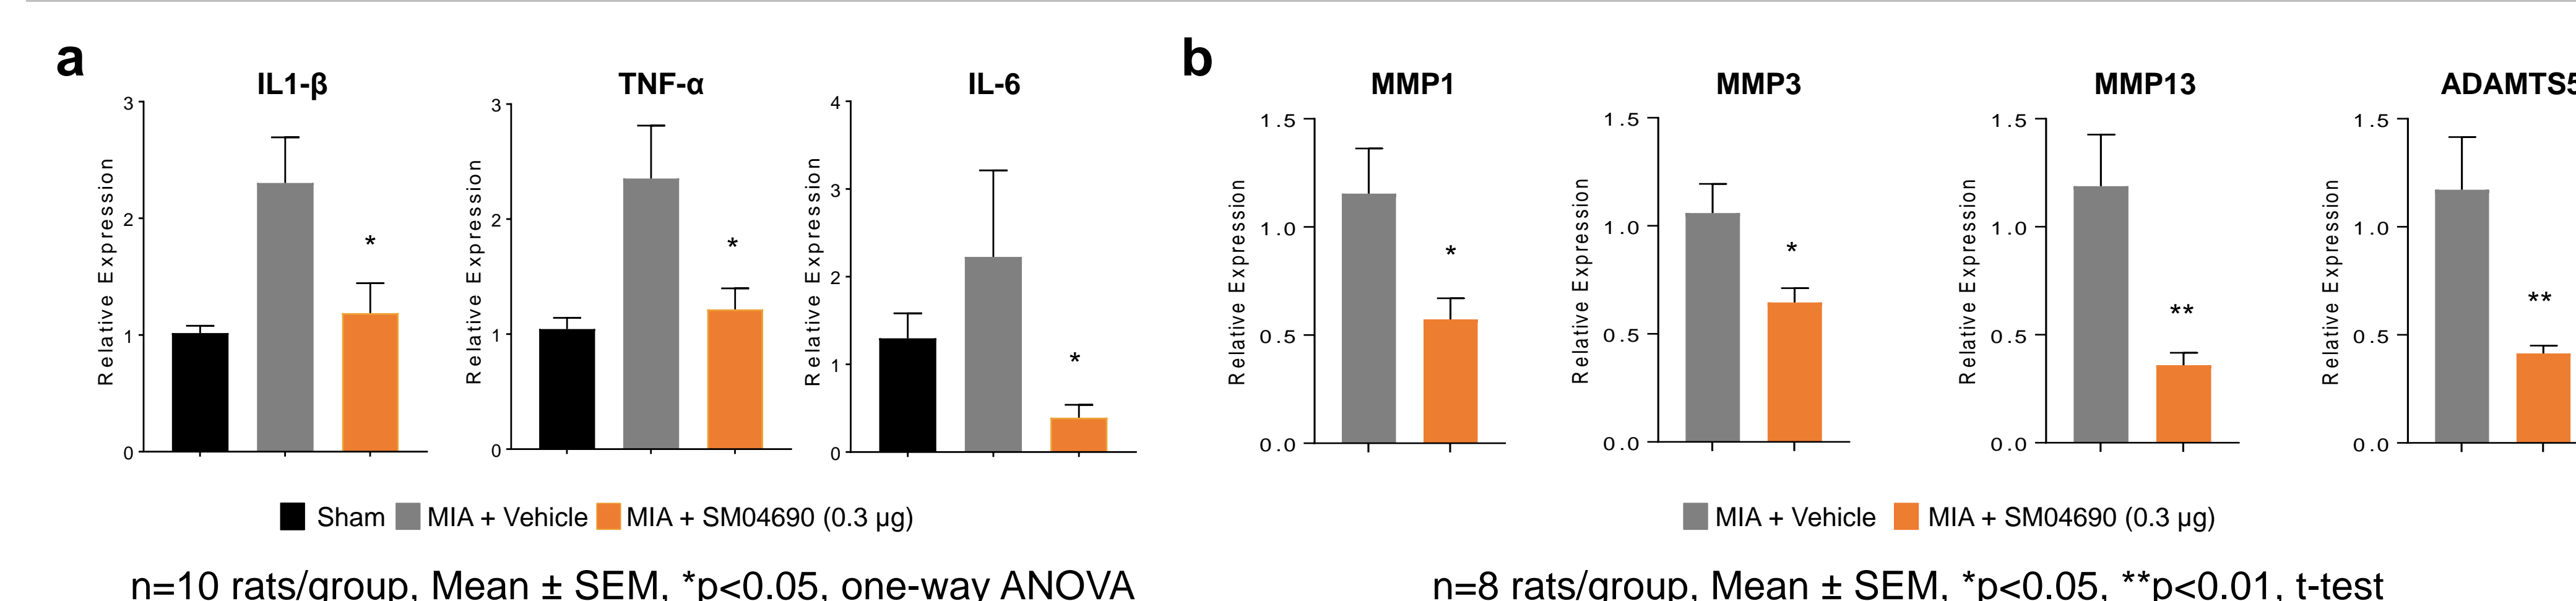 a
IL1-β
3
2
1
0
Relative Expression
*
TNF-α
3
2
1
0
Relative Expression
*
IL-6
4
3
2
1
0
Relative Expression
*
Sham MIA + Vehicle MIA + SM04690 (0.3 µg)
n=10 rats/group, Mean ± SEM, *p<0.05, one-way ANOVA
b
MMP1
1.5
1.0
0.5
0.0
Relative Expression
*
MMP3
1.5
1.0
0.5
0.0
Relative Expression
*
MMP13
1.5
1.0
0.5
0.0
Relative Expression
**
ADAMTS5
1.5
1.0
0.5
0.0
Relative Expression
**
MIA + Vehicle MIA + SM04690 (0.3 µg)
n=8 rats/group, Mean ± SEM, *p<0.05, **p<0.01, t-test